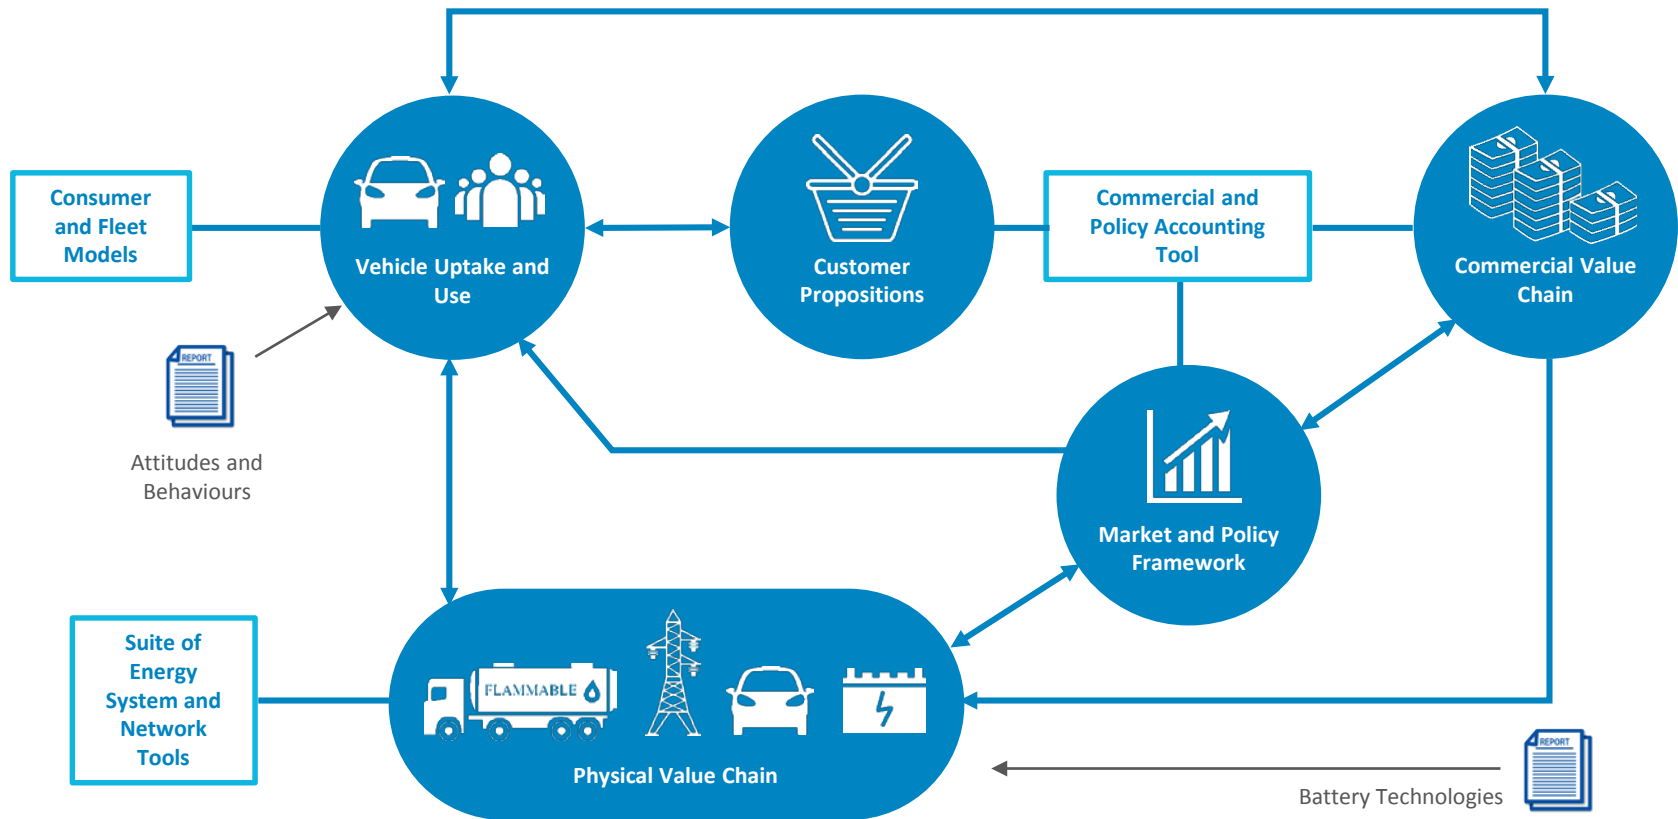 Consumer
and Fleet
Models
Vehicle Uptake and
Use
Customer
Propositions
Commercial and
Policy Accounting
Tool
Commercial Value
Chain
REPORT
Attitudes and
Behaviours
Market and Policy
Framework
Suite of
Energy
System and
Network
Tools
FLAMMABLE
Physical Value Chain
REPORT
Battery Technologies